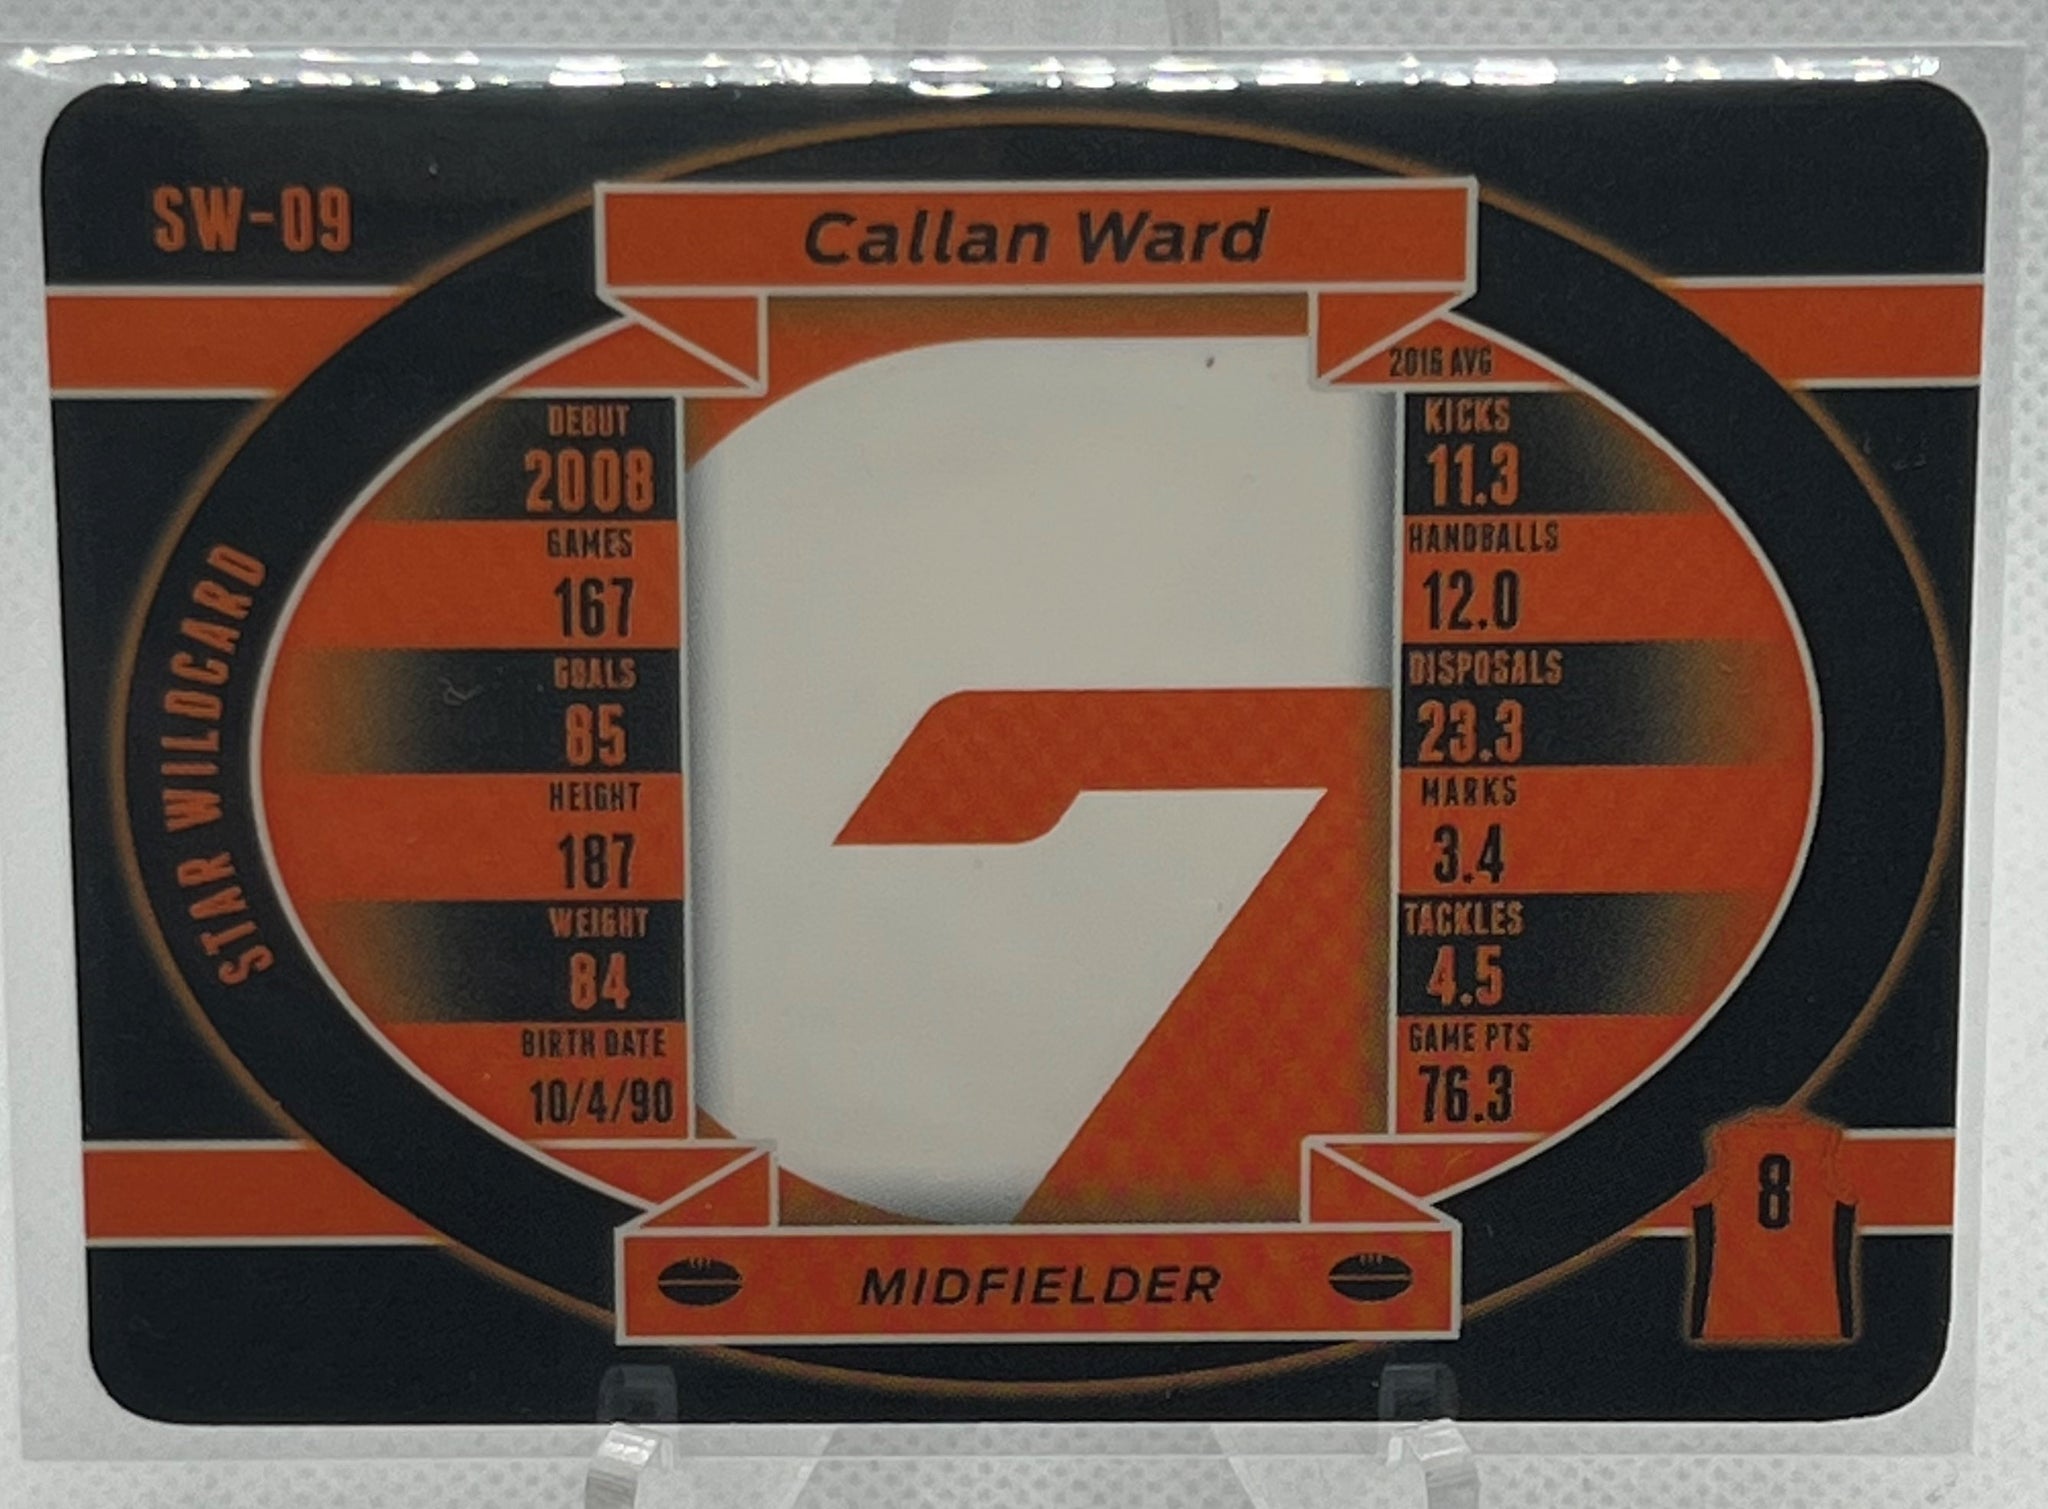 SW-09
Callan Ward
STAR WILDCARD
DEBUT
2008
GAMES
167
GOALS
85
HEIGHT
187
WEIGHT
84
BIRTH DATE
10/4/90
2016 AVG
KICKS
11.3
HANDBALLS
12.0
DISPOSALS
23.3
MARKS
3.4
TACKLES
4.5
GAME PTS
76.3
8
MIDFIELDER